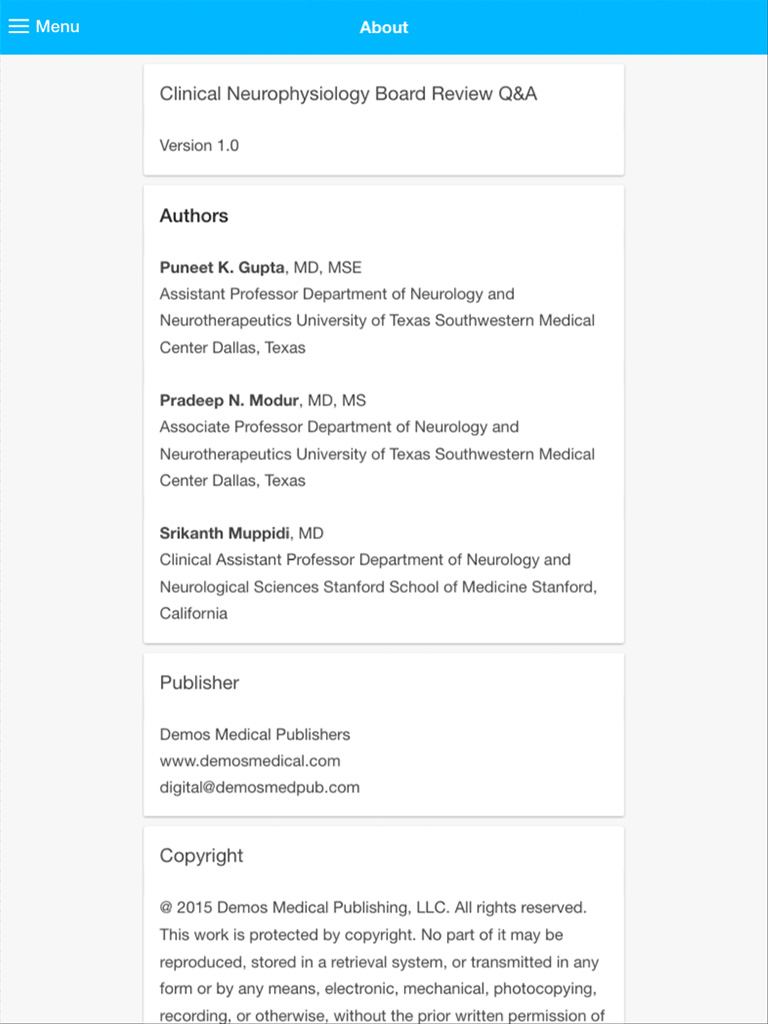 Menu
About
Clinical Neurophysiology Board Review Q&A
Version 1.0
Authors
Puneet K. Gupta, MD, MSE
Assistant Professor Department of Neurology and
Neurotherapeutics University of Texas Southwestern Medical
Center Dallas, Texas
Pradeep N. Modur, MD, MS
Associate Professor Department of Neurology and
Neurotherapeutics University of Texas Southwestern Medical
Center Dallas, Texas
Srikanth Muppidi, MD
Clinical Assistant Professor Department of Neurology and
Neurological Sciences Stanford School of Medicine Stanford,
California
Publisher
Demos Medical Publishers
www.demosmedical.com
digital@demosmedpub.com
Copyright
@ 2015 Demos Medical Publishing, LLC. All rights reserved.
This work is protected by copyright. No part of it may be
reproduced, stored in a retrieval system, or transmitted in any
form or by any means, electronic, mechanical, photocopying,
recording, or otherwise, without the prior written permission of